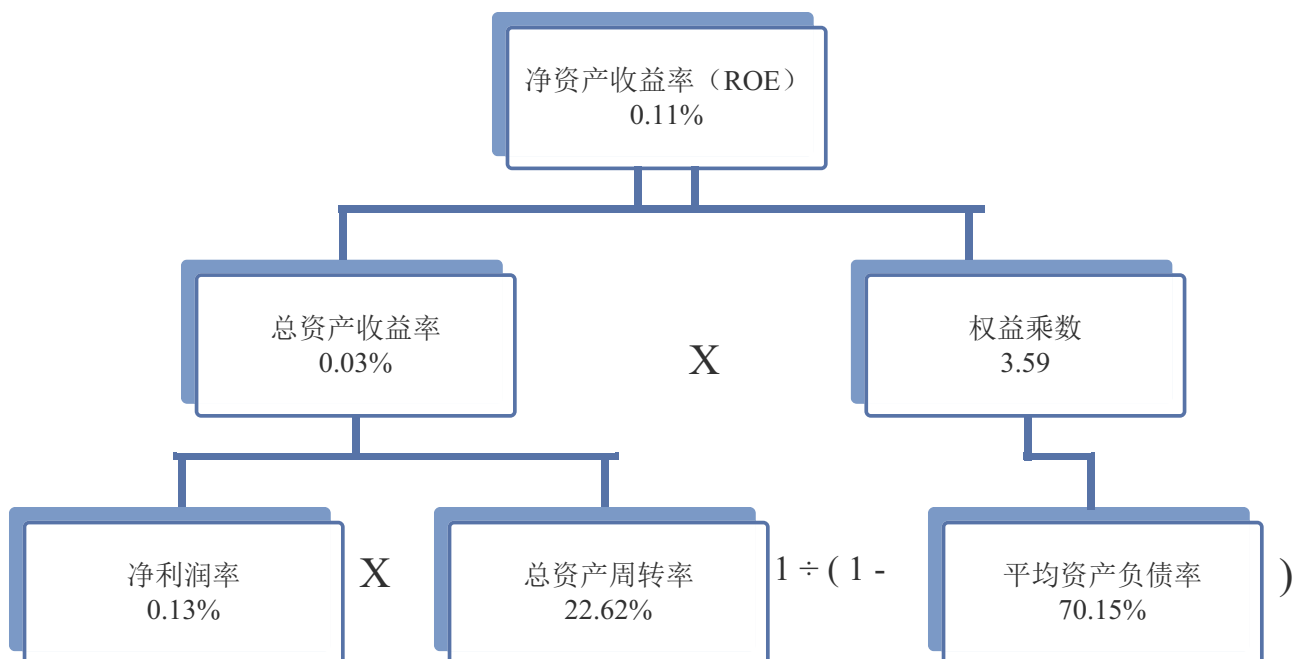 净资产收益率（ROE）
0.11%
总资产收益率
0.03%
X
权益乘数
3.59
净利润率
0.13%
X
总资产周转率
22.62%
1 ÷ ( 1 -
平均资产负债率
70.15%
)